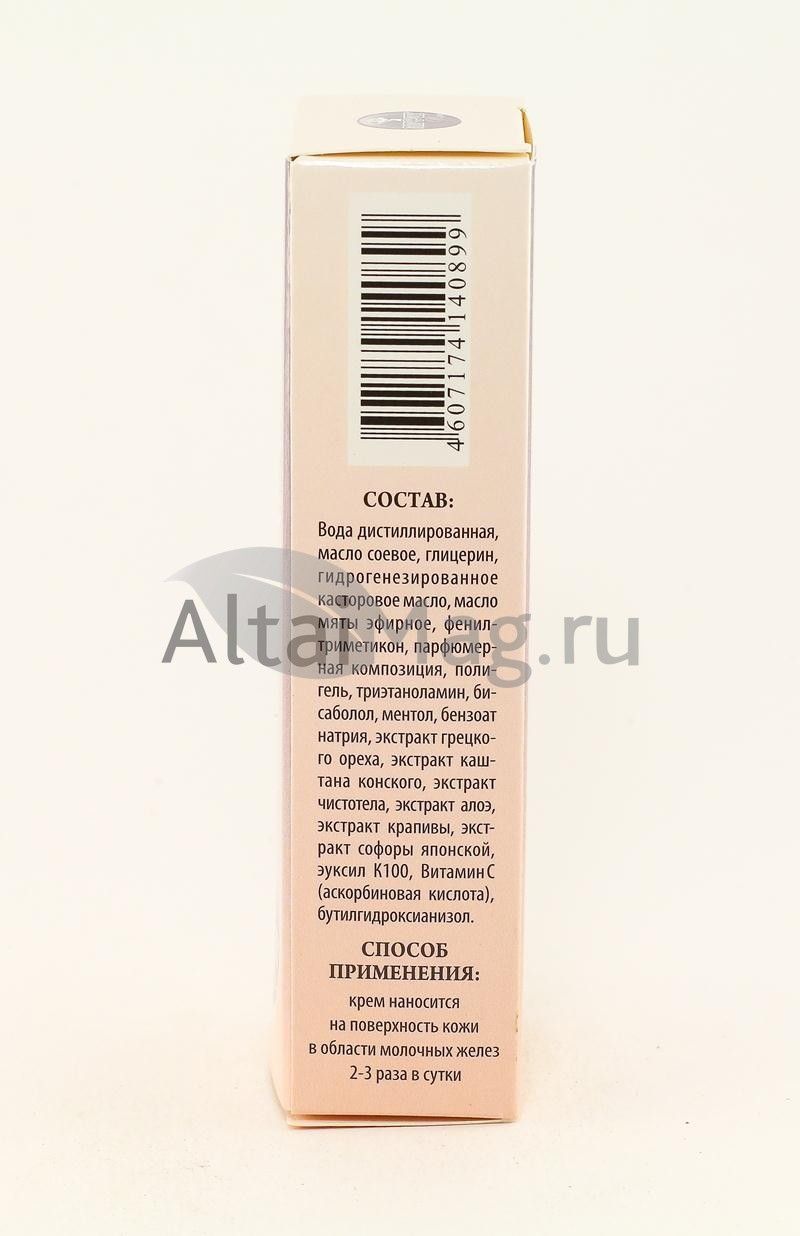 4607174140899
СОСТАВ:
Вода дистиллированная,
масло соевое, глицерин,
гидрогенезированное
касторовое масло, масло
мяты эфирное, фенил-
триметикон, парфюмер-
ная композиция, поли-
гель, триэтаноламин, би-
саболол, ментол, бензоат
натрия, экстракт грецко-
го ореха, экстракт каш-
тана конского, экстракт
чистотела, экстракт алоэ,
экстракт крапивы, экст-
ракт софоры японской,
эуксил К100, Витамин С
(аскорбиновая кислота),
бутилгидроксианизол.
СПОСОБ
ПРИМЕНЕНИЯ:
крем наносится
на поверхность кожи
в области молочных желез
2-3 раза в сутки
AltaiMag.ru